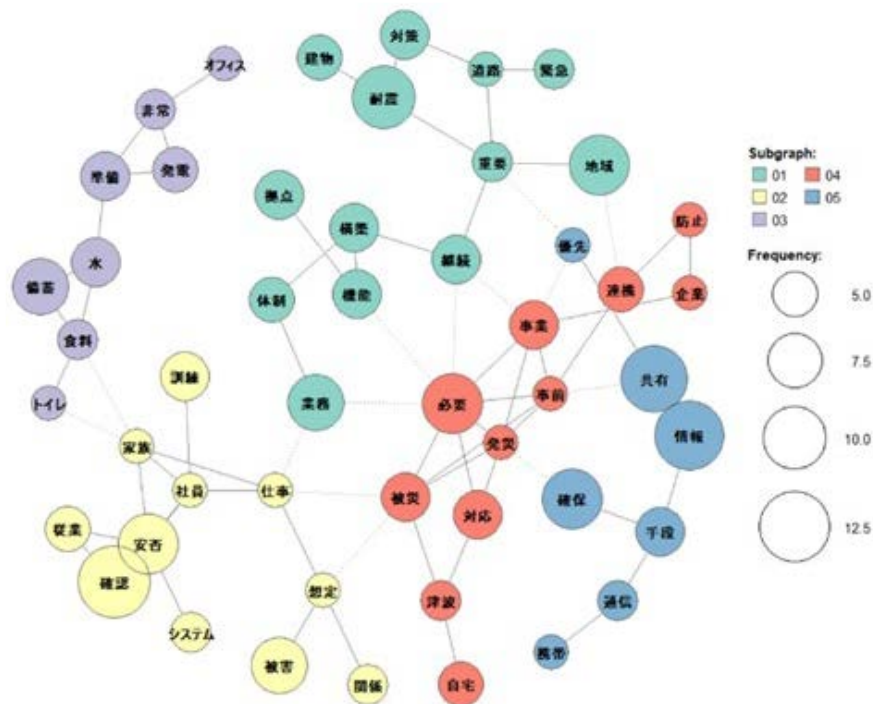 対策
建物
オフィス
道路
緊急
耐震
非常
重要
地域
準備
発電
拠点
構築
優先
防止
継続
水
備蓄
体制
機能
連携
企業
事業
食料
訓練
共有
トイレ
業務
必要
事前
家族
発災
情報
社員
仕事
被災
確保
対応
従業
安否
手段
確認
想定
津波
通信
システム
携帯
被害
関係
自宅
Subgraph:
01
04
02
05
03
Frequency:
5.0
7.5
10.0
12.5